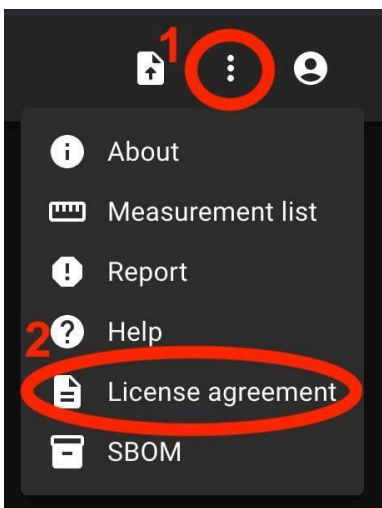 1
About
Measurement list
Report
2 Help
License agreement
SBOM